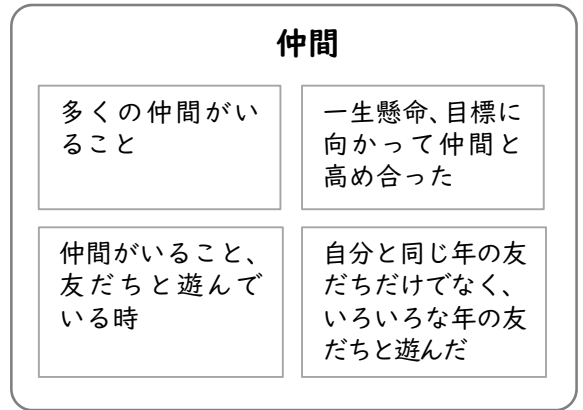 仲間
多くの仲間がい
ること
一生懸命、目標に
向かって仲間と
高め合った
仲間がいること、
友だちと遊んで
いる時
自分と同じ年の友
だちだけでなく、
いろいろな年の友
だちと遊んだ